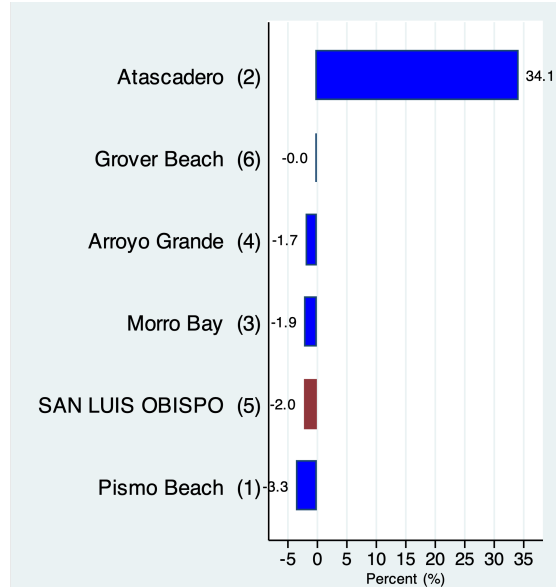 Atascadero (2) 34.1
Grover Beach (6) -0.0
Arroyo Grande (4) -1.7
Morro Bay (3) -1.9
SAN LUIS OBISPO (5) -2.0
Pismo Beach (1) -3.3
-5 0 5 10 15 20 25 30 35
Percent (%)